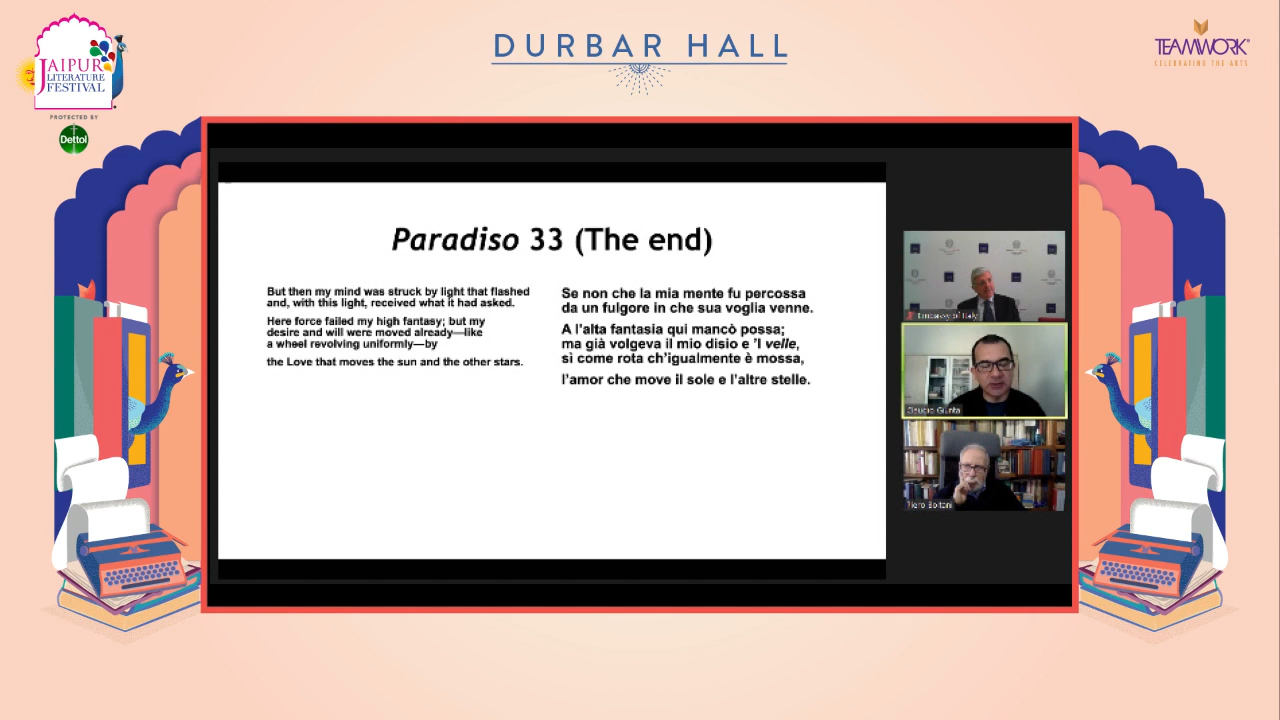 DURBAR HALL
JAIPUR
LITERATURE
FESTIVAL
PROTECTED BY
Dettol
TEAMWORK®
CELEBRATING THE ARTS
Paradiso 33 (The end)
But then my mind was struck by light that flashed
and, with this light, received what it had asked.
Here force failed my high fantasy; but my
desire and will were moved already—like
a wheel revolving uniformly—by
the Love that moves the sun and the other stars.
Se non che la mia mente fu percossa
da un fulgore in che sua voglia venne.
A l'alta fantasia qui mancò possa;
ma già volgeva il mio disio e 'l velle,
sì come rota ch'igualmente è mossa,
l'amor che move il sole e l'altre stelle.
Embassy of Italy
Claudio Giunta
Piero Boitani